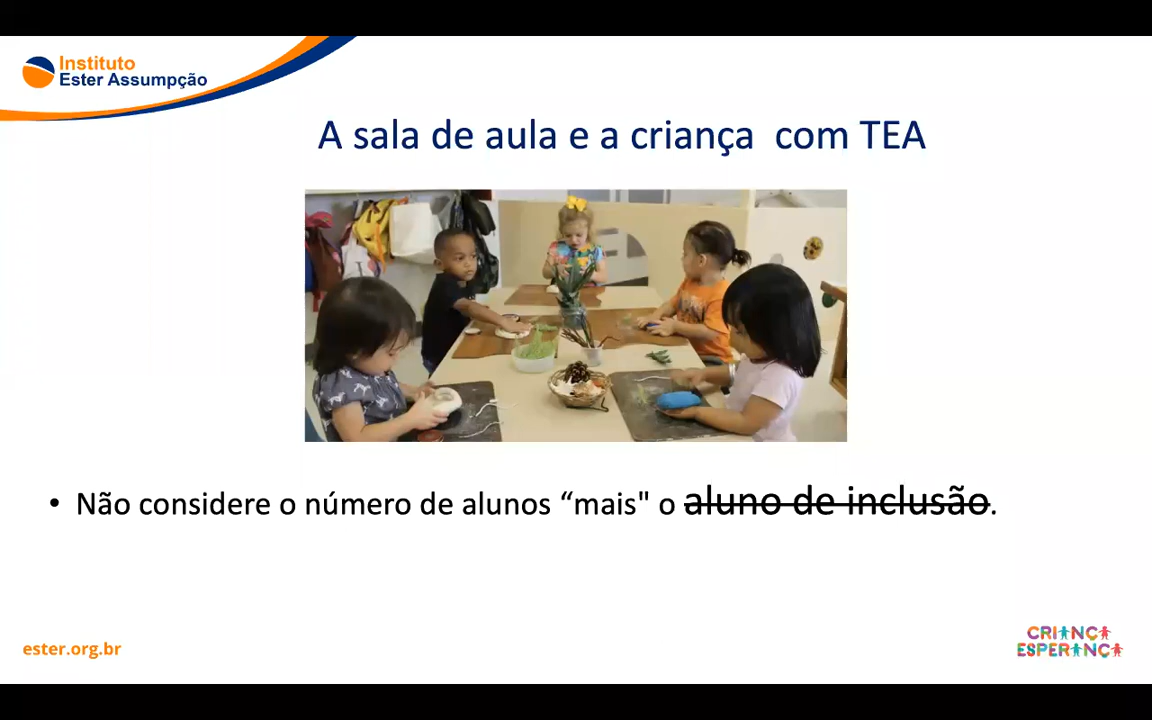 Instituto
Ester Assumpção
A sala de aula e a criança com TEA
• Não considere o número de alunos “mais" o aluno de inclusão.
ester.org.br
CRIANÇA
ESPERANÇA